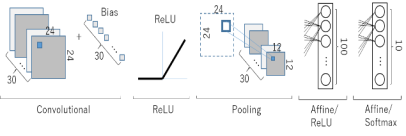 Bias
24
24
30
+
30
ReLU
24
24
12
12
30
100
10
Convolutional
ReLU
Pooling
Affine/
ReLU
Affine/
Softmax